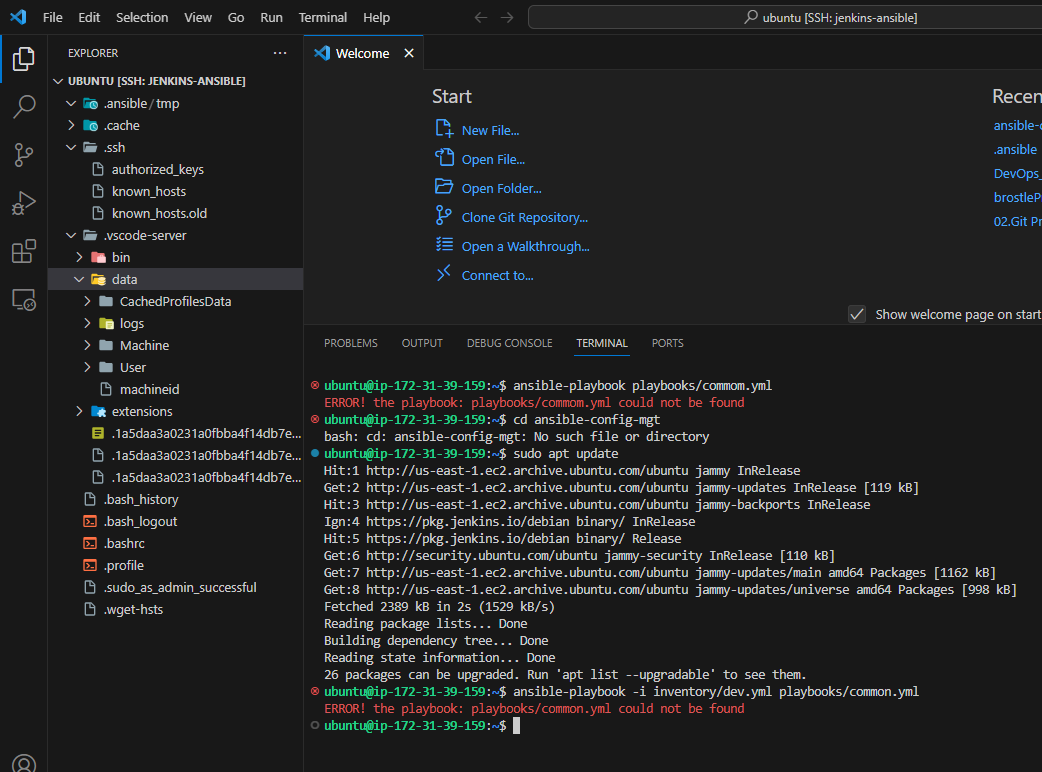 File Edit Selection View Go Run Terminal Help
ubuntu [SSH: jenkins-ansible]
EXPLORER
UBUNTU [SSH: JENKINS-ANSIBLE]
.ansible / tmp
.cache
.ssh
authorized_keys
known_hosts
known_hosts.old
.vscode-server
bin
data
CachedProfilesData
logs
Machine
User
machineid
extensions
.1a5daa3a0231a0fbba4f14db7e...
.1a5daa3a0231a0fbba4f14db7e...
.1a5daa3a0231a0fbba4f14db7e...
.bash_history
.bash_logout
.bashrc
.profile
.sudo_as_admin_successful
.wget-hsts
Welcome
Start
New File...
Open File...
Open Folder...
Clone Git Repository...
Open a Walkthrough...
Connect to...
Recen
ansible-c
.ansible
DevOps_
brostleP
02.Git Pr
Show welcome page on start
PROBLEMS OUTPUT DEBUG CONSOLE TERMINAL PORTS
ubuntu@ip-172-31-39-159:~$ ansible-playbook playbooks/commom.yml
ERROR! the playbook: playbooks/commom.yml could not be found
ubuntu@ip-172-31-39-159:~$ cd ansible-config-mgt
bash: cd: ansible-config-mgt: No such file or directory
ubuntu@ip-172-31-39-159:~$ sudo apt update
Hit:1 http://us-east-1.ec2.archive.ubuntu.com/ubuntu jammy InRelease
Get:2 http://us-east-1.ec2.archive.ubuntu.com/ubuntu jammy-updates InRelease [119 kB]
Hit:3 http://us-east-1.ec2.archive.ubuntu.com/ubuntu jammy-backports InRelease
Ign:4 https://pkg.jenkins.io/debian binary/ InRelease
Hit:5 https://pkg.jenkins.io/debian binary/ Release
Get:6 http://security.ubuntu.com/ubuntu jammy-security InRelease [110 kB]
Get:7 http://us-east-1.ec2.archive.ubuntu.com/ubuntu jammy-updates/main amd64 Packages [1162 kB]
Get:8 http://us-east-1.ec2.archive.ubuntu.com/ubuntu jammy-updates/universe amd64 Packages [998 kB]
Fetched 2389 kB in 2s (1529 kB/s)
Reading package lists... Done
Building dependency tree... Done
Reading state information... Done
26 packages can be upgraded. Run 'apt list --upgradable' to see them.
ubuntu@ip-172-31-39-159:~$ ansible-playbook -i inventory/dev.yml playbooks/common.yml
ERROR! the playbook: playbooks/common.yml could not be found
ubuntu@ip-172-31-39-159:~$